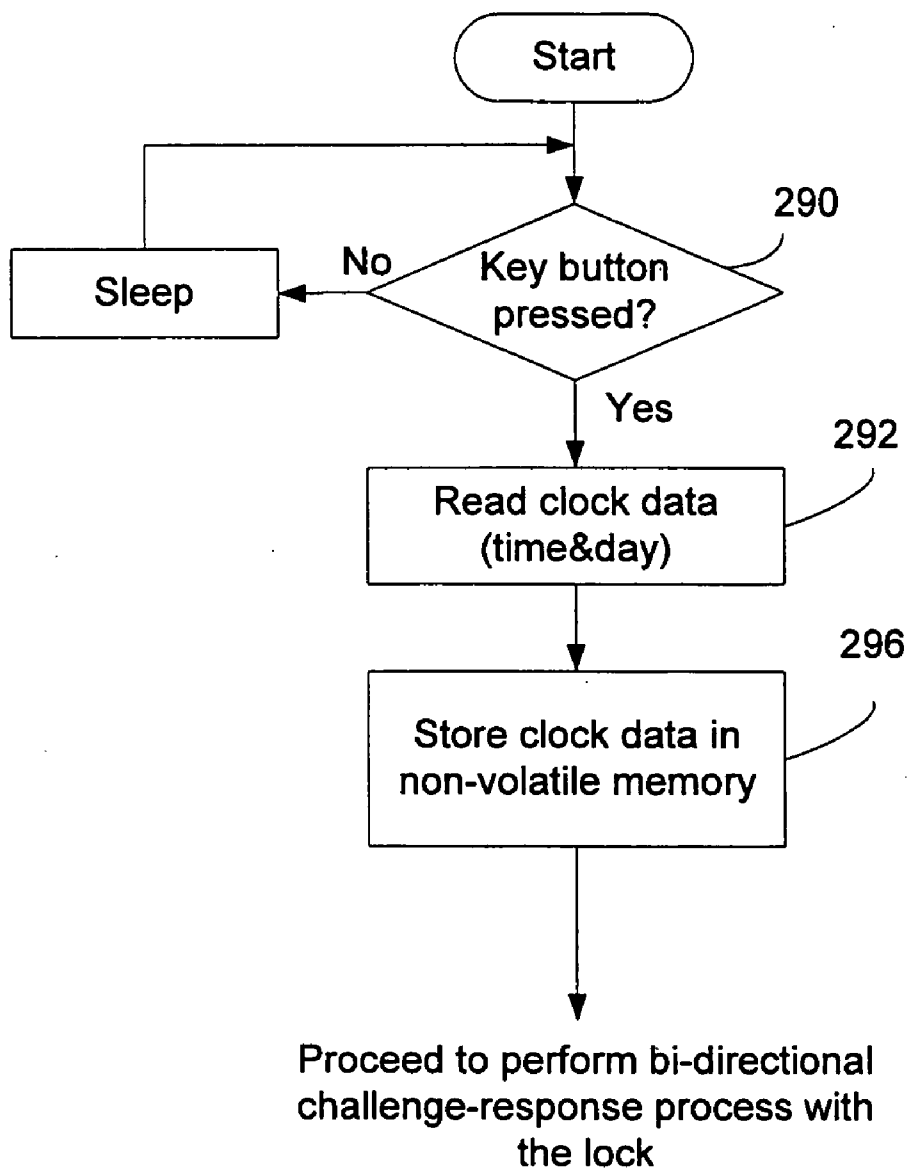 Start
290
No
Key button
pressed?
Sleep
Yes
292
Read clock data
(time&day)
296
Store clock data in
non-volatile memory
Proceed to perform bi-directional
challenge-response process with
the lock